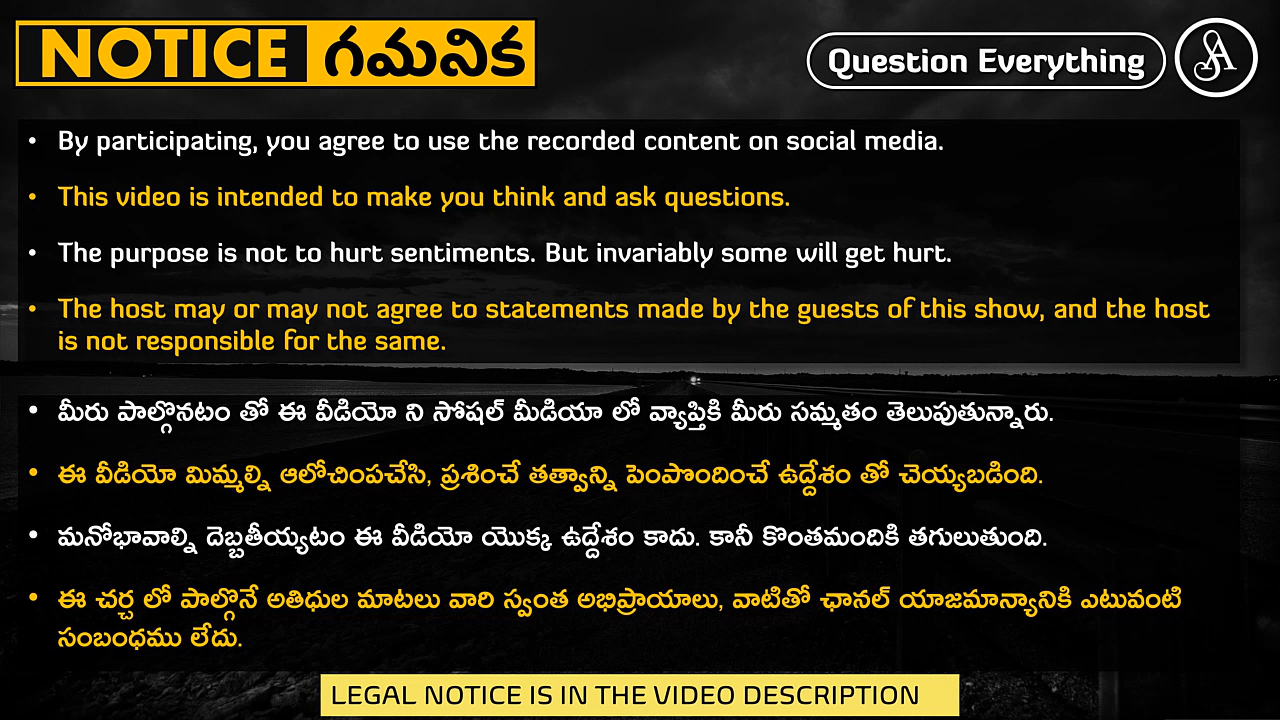 NOTICE గమనిక
Question Everything
• By participating, you agree to use the recorded content on social media.
• This video is intended to make you think and ask questions.
• The purpose is not to hurt sentiments. But invariably some will get hurt.
• The host may or may not agree to statements made by the guests of this show, and the host
is not responsible for the same.
• మీరు పాల్గొనటం తో ఈ వీడియో ని సోషల్ మీడియా లో వ్యాప్తికి మీరు సమ్మతం తెలుపుతున్నారు.
• ఈ వీడియో మిమ్మల్ని ఆలోచింపచేసి, ప్రశించే తత్వాన్ని పెంపొందించే ఉద్దేశం తో చెయ్యబడింది.
• మనోభావాల్ని దెబ్బతీయ్యటం ఈ వీడియో యొక్క ఉద్దేశం కాదు. కానీ కొంతమందికి తగులుతుంది.
• ఈ చర్చ లో పాల్గొనే అతిధుల మాటలు వారి స్వంత అభిప్రాయాలు, వాటితో ఛానల్ యాజమాన్యానికి ఎటువంటి
సంబంధము లేదు.
LEGAL NOTICE IS IN THE VIDEO DESCRIPTION